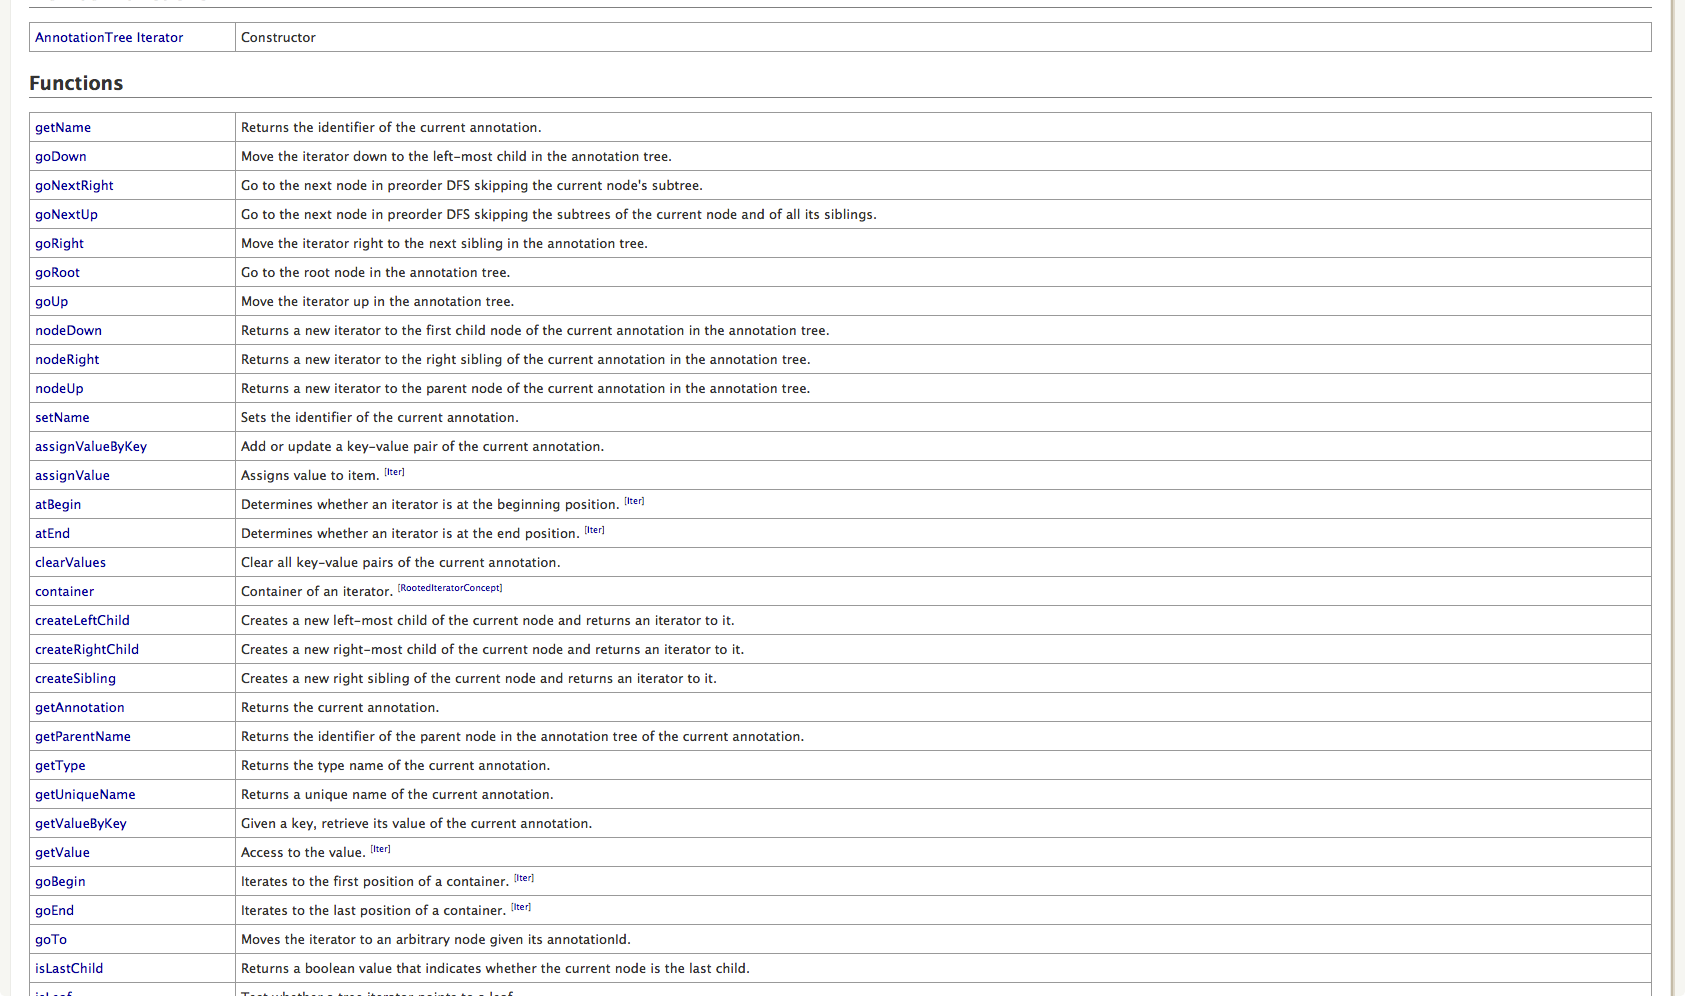 AnnotationTree Iterator Constructor
Functions
getName Returns the identifier of the current annotation.
goDown Move the iterator down to the left-most child in the annotation tree.
goNextRight Go to the next node in preorder DFS skipping the current node's subtree.
goNextUp Go to the next node in preorder DFS skipping the subtrees of the current node and of all its siblings.
goRight Move the iterator right to the next sibling in the annotation tree.
goRoot Go to the root node in the annotation tree.
goUp Move the iterator up in the annotation tree.
nodeDown Returns a new iterator to the first child node of the current annotation in the annotation tree.
nodeRight Returns a new iterator to the right sibling of the current annotation in the annotation tree.
nodeUp Returns a new iterator to the parent node of the current annotation in the annotation tree.
setName Sets the identifier of the current annotation.
assignValueByKey Add or update a key-value pair of the current annotation.
assignValue Assigns value to item. [Iter]
atBegin Determines whether an iterator is at the beginning position. [Iter]
atEnd Determines whether an iterator is at the end position. [Iter]
clearValues Clear all key-value pairs of the current annotation.
container Container of an iterator. [RootedIteratorConcept]
createLeftChild Creates a new left-most child of the current node and returns an iterator to it.
createRightChild Creates a new right-most child of the current node and returns an iterator to it.
createSibling Creates a new right sibling of the current node and returns an iterator to it.
getAnnotation Returns the current annotation.
getParentName Returns the identifier of the parent node in the annotation tree of the current annotation.
getType Returns the type name of the current annotation.
getUniqueName Returns a unique name of the current annotation.
getValueByKey Given a key, retrieve its value of the current annotation.
getValue Access to the value. [Iter]
goBegin Iterates to the first position of a container. [Iter]
goEnd Iterates to the last position of a container. [Iter]
goTo Moves the iterator to an arbitrary node given its annotationId.
isLastChild Returns a boolean value that indicates whether the current node is the last child.
isLeaf Test whether a tree iterator points to a leaf.